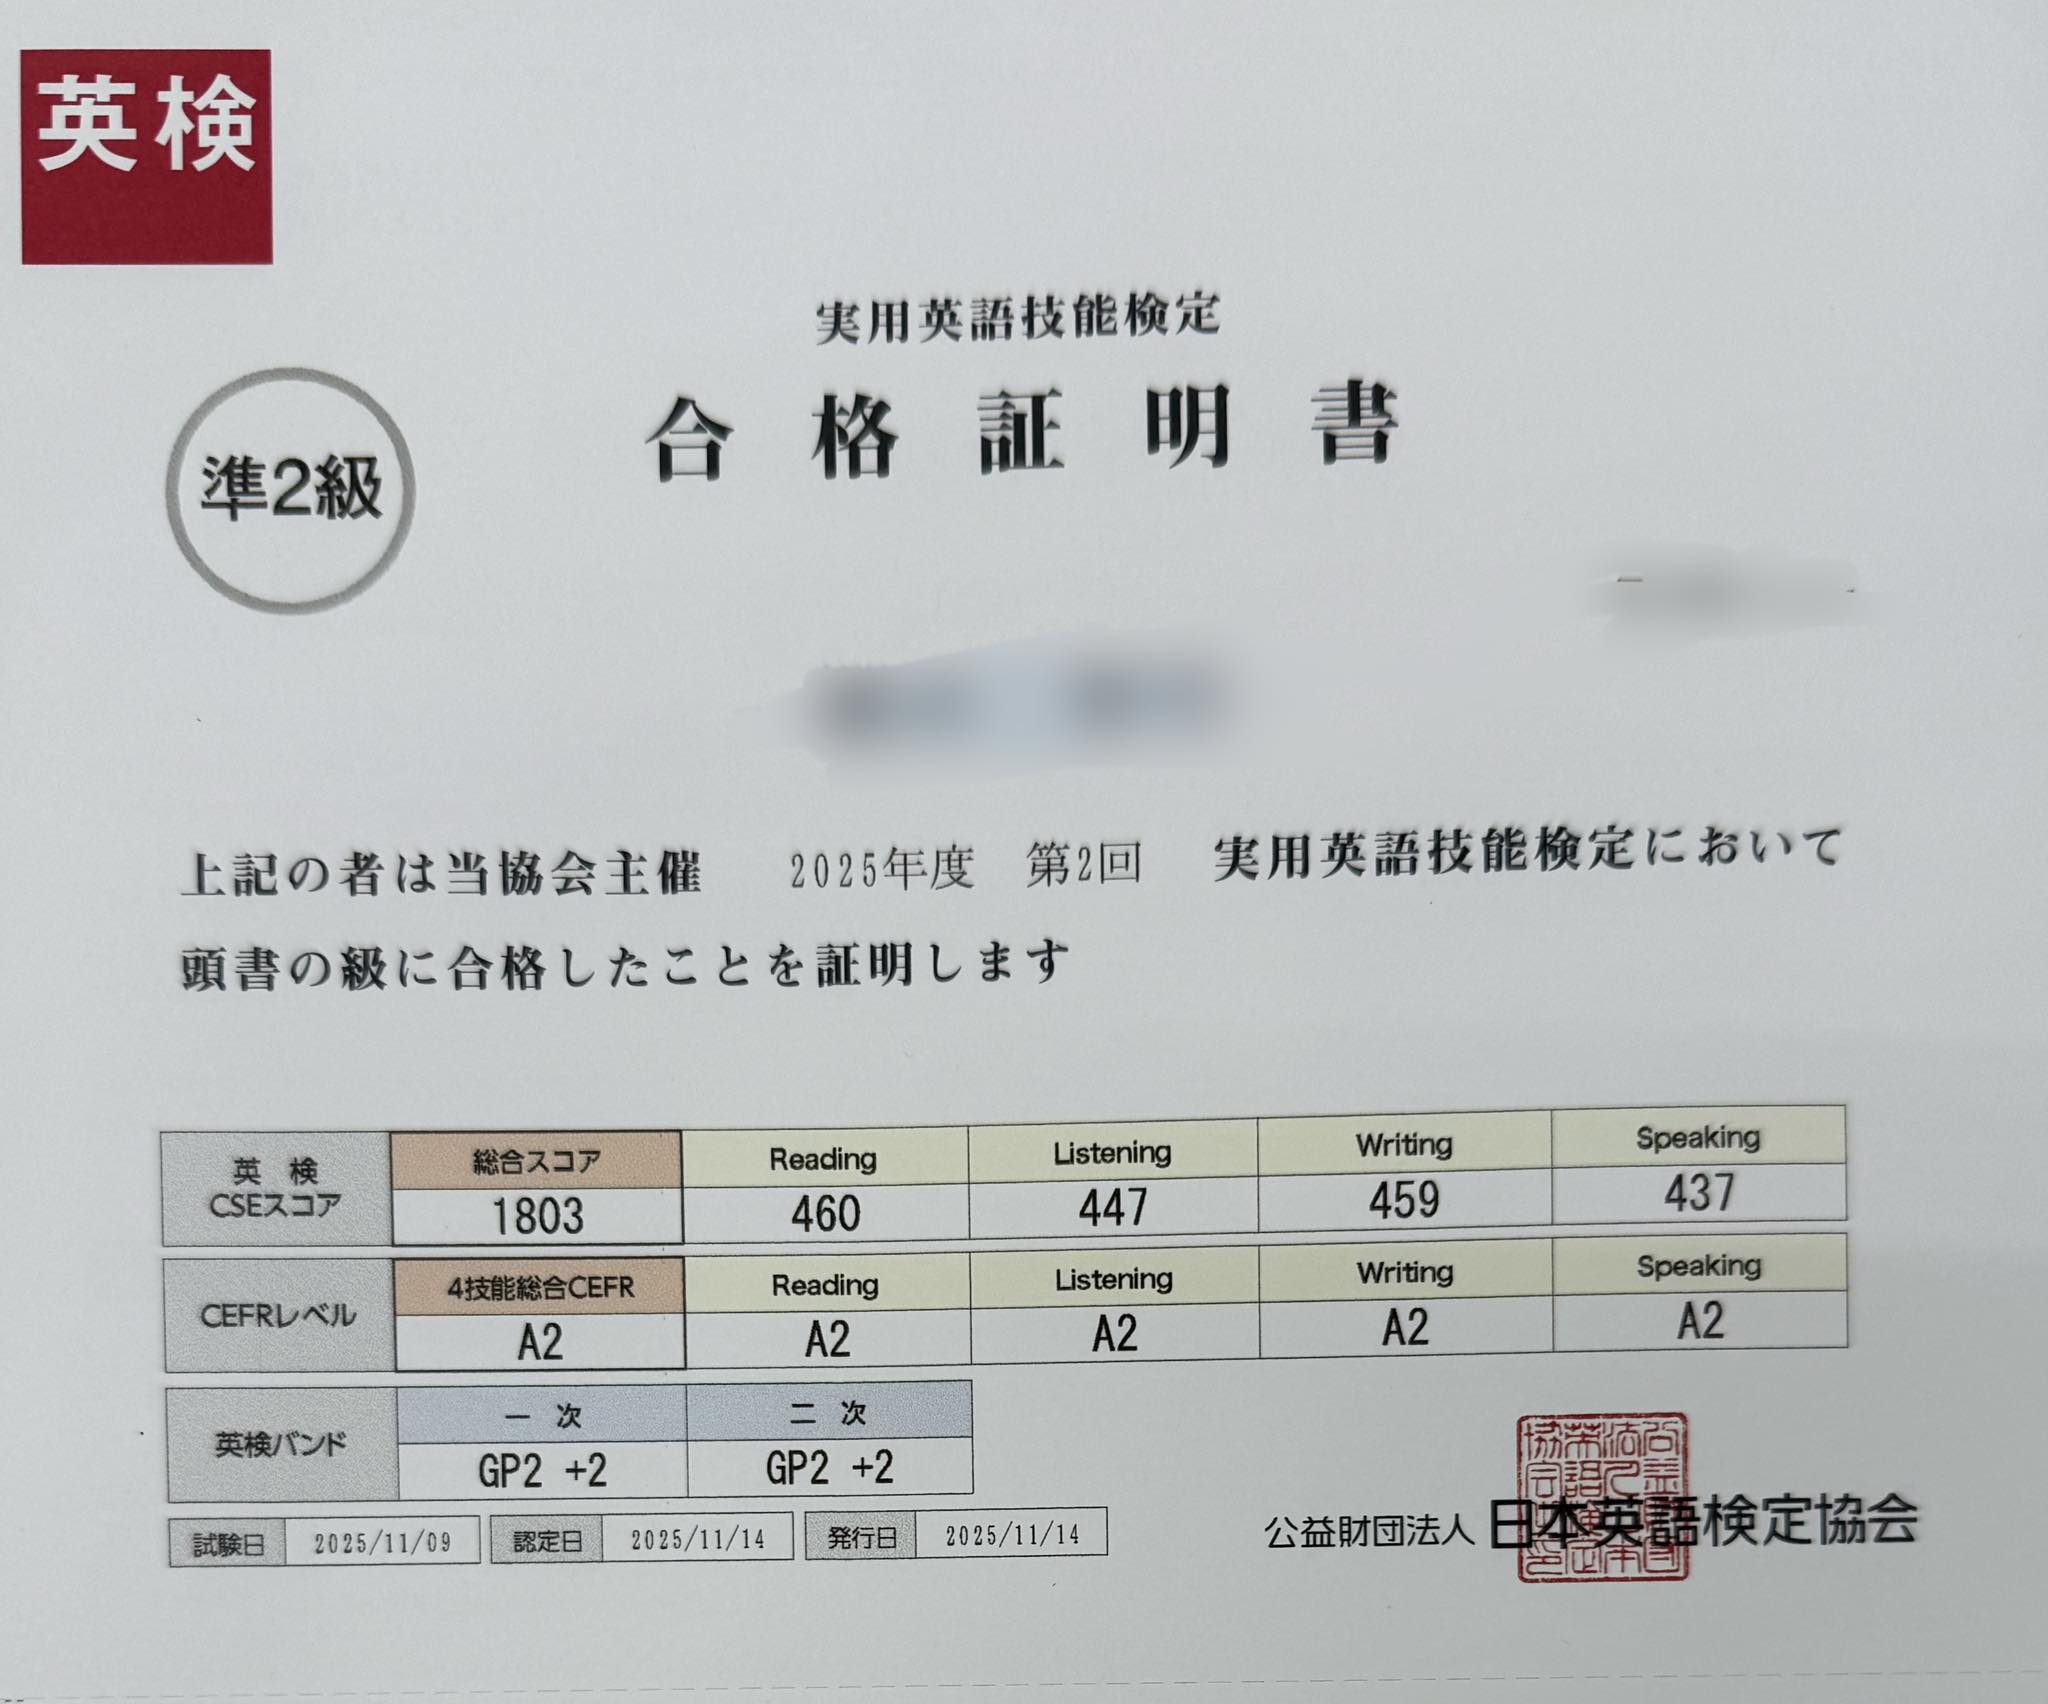 英検
実用英語技能検定
合格証明書
準2級
上記の者は当協会主催 2025年度 第2回 実用英語技能検定において
頭書の級に合格したことを証明します
英検 CSEスコア
総合スコア Reading Listening Writing Speaking
1803 460 447 459 437
CEFRレベル
4技能総合CEFR Reading Listening Writing Speaking
A2 A2 A2 A2 A2
英検バンド
一次 二次
GP2 +2 GP2 +2
試験日 2025/11/09 認定日 2025/11/14 発行日 2025/11/14
公益財団法人 日本英語検定協会